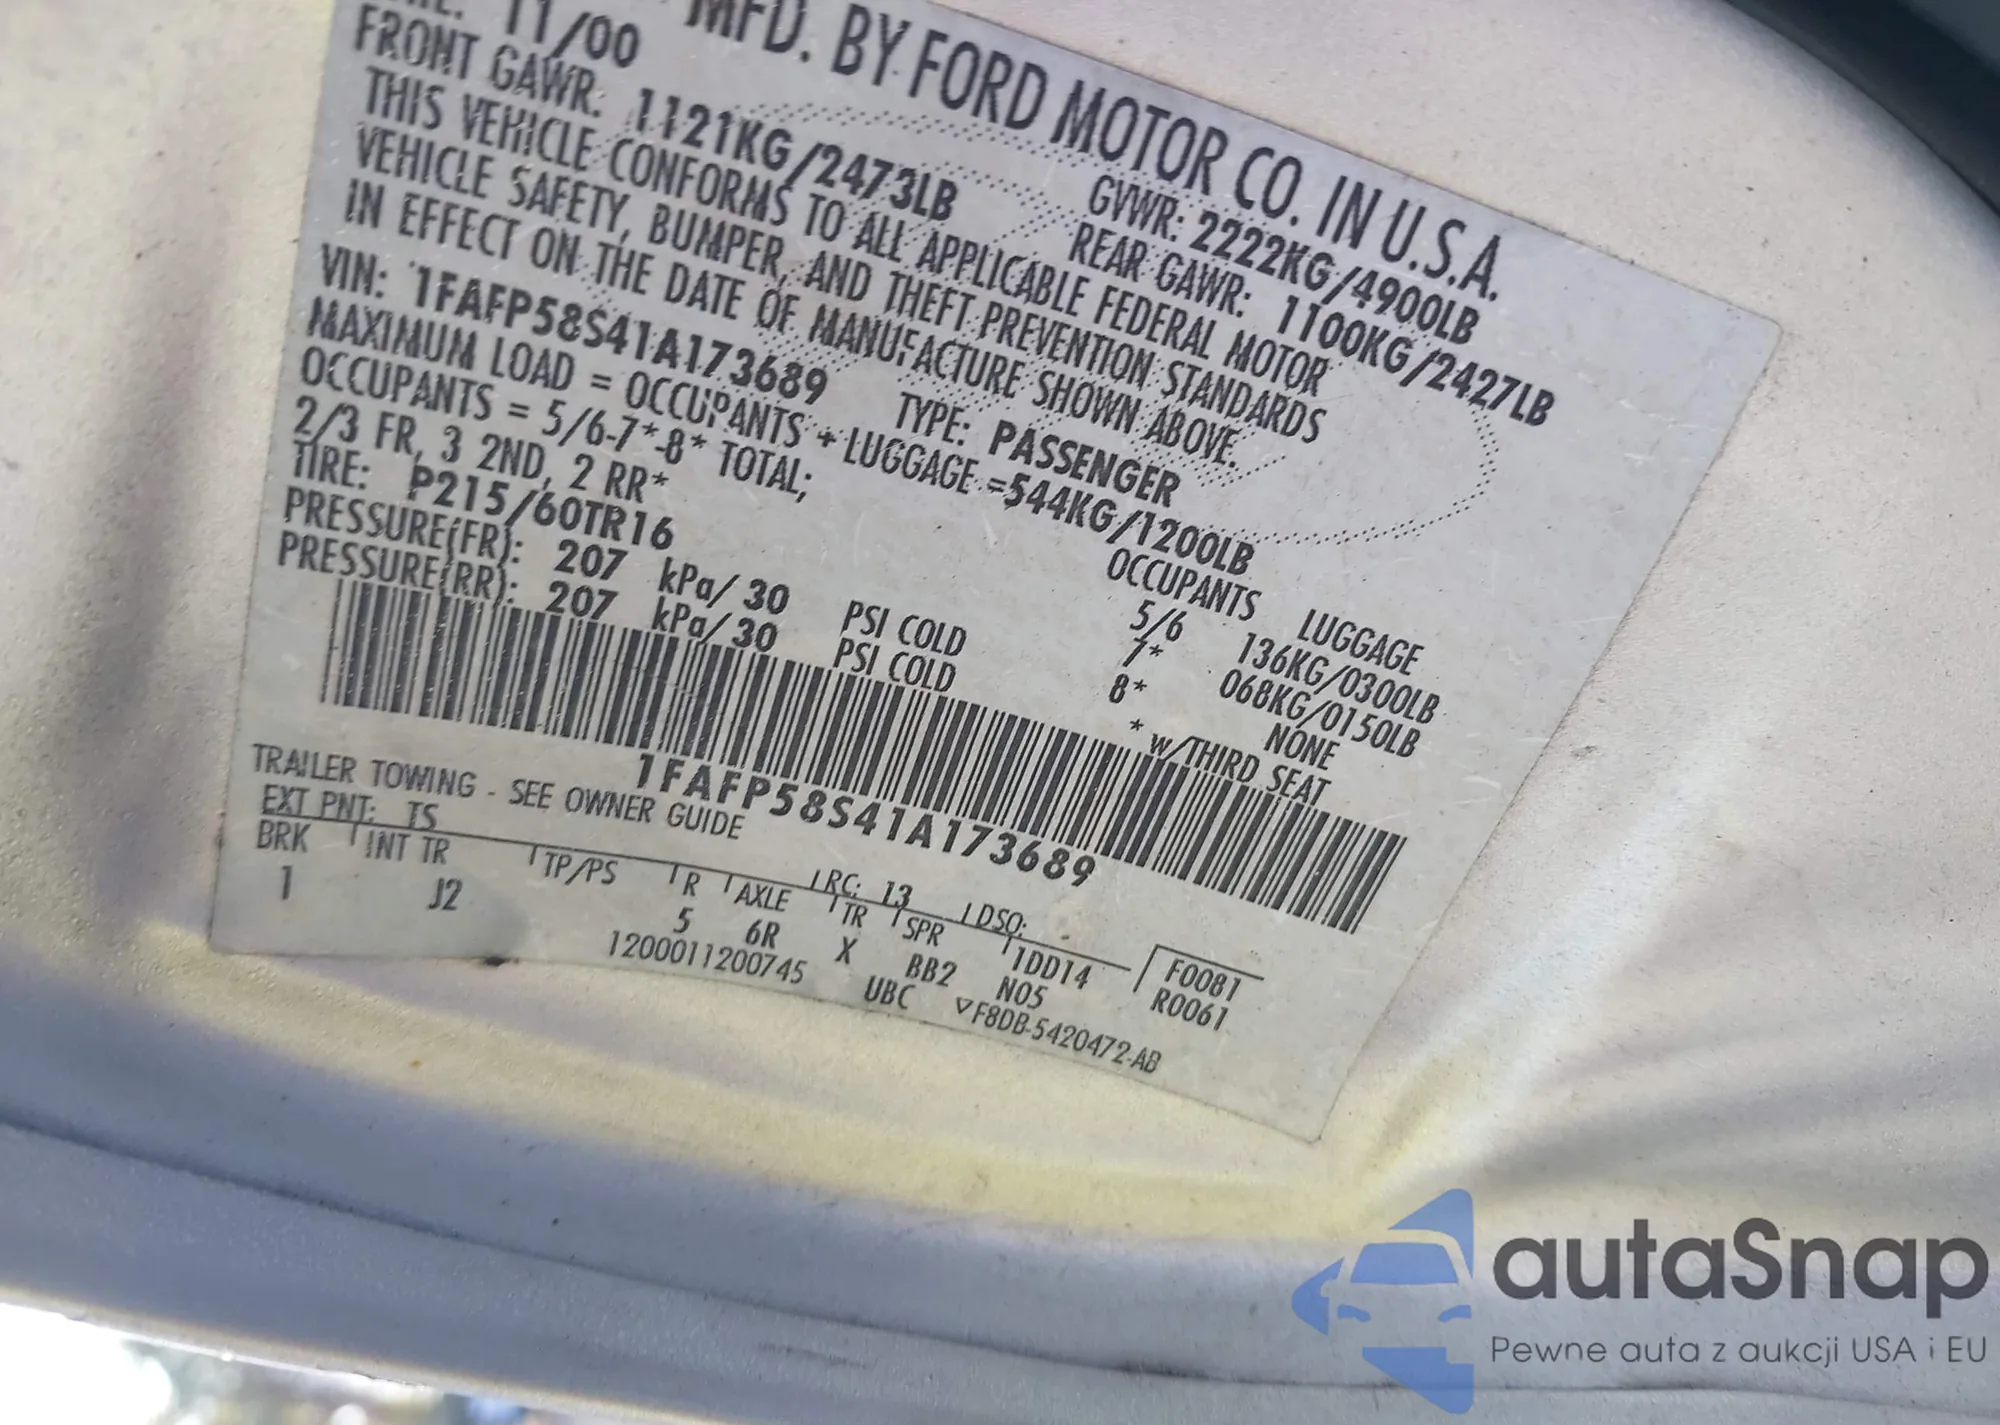 MFD. BY FORD MOTOR CO. IN U.S.A.
11/00 GVWR: 2222KG/4900LB
FRONT GAWR: 1121KG/2473LB REAR GAWR: 1100KG/2427LB
THIS VEHICLE CONFORMS TO ALL APPLICABLE FEDERAL MOTOR
VEHICLE SAFETY, BUMPER, AND THEFT PREVENTION STANDARDS
IN EFFECT ON THE DATE OF MANUFACTURE SHOWN ABOVE.
VIN: 1FAFP58S41A173689 TYPE: PASSENGER
MAXIMUM LOAD = OCCUPANTS + LUGGAGE =544KG/1200LB
OCCUPANTS = 5/6-7*-8* TOTAL; OCCUPANTS LUGGAGE
2/3 FR, 3 2ND, 2 RR* 5/6 136KG/0300LB
TIRE: P215/60TR16 7* 068KG/0150LB
PRESSURE(FR): 207 kPa/ 30 PSI COLD 8* NONE
PRESSURE(RR): 207 kPa/ 30 PSI COLD * w/THIRD SEAT
1FAFP58S41A173689
TRAILER TOWING - SEE OWNER GUIDE
EXT PNT: TS RC: 13 DSO:
BRK INT TR TP/PS R AXLE TR SPR 1DD14 F0081
1 J2 5 6R X BB2 N05 R0061
1200011200745 UBC ▽F8DB-5420472-AB
autaSnap
Pewne auta z aukcji USA i EU